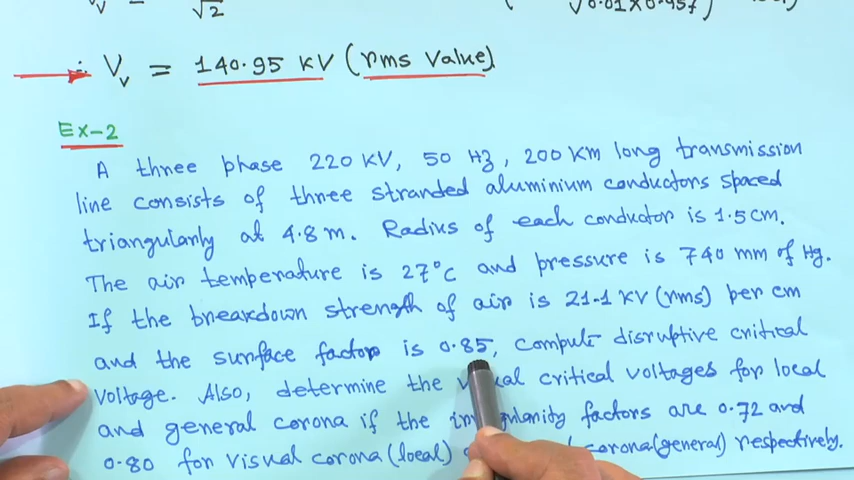 √2
∴ Vv = 140.95 KV (rms value)
Ex-2
A three phase 220 KV, 50 Hz, 200 Km long transmission
line consists of three stranded aluminium conductors spaced
triangularly at 4.8 m. Radius of each conductor is 1.5 cm.
The air temperature is 27°C and pressure is 740 mm of Hg.
If the breakdown strength of air is 21.1 KV (rms) per cm
and the surface factor is 0.85, compute disruptive critical
voltage. Also, determine the critical voltages for local
and general corona if the factors are 0.72 and
0.80 for visual corona (local) corona (general) respectively.